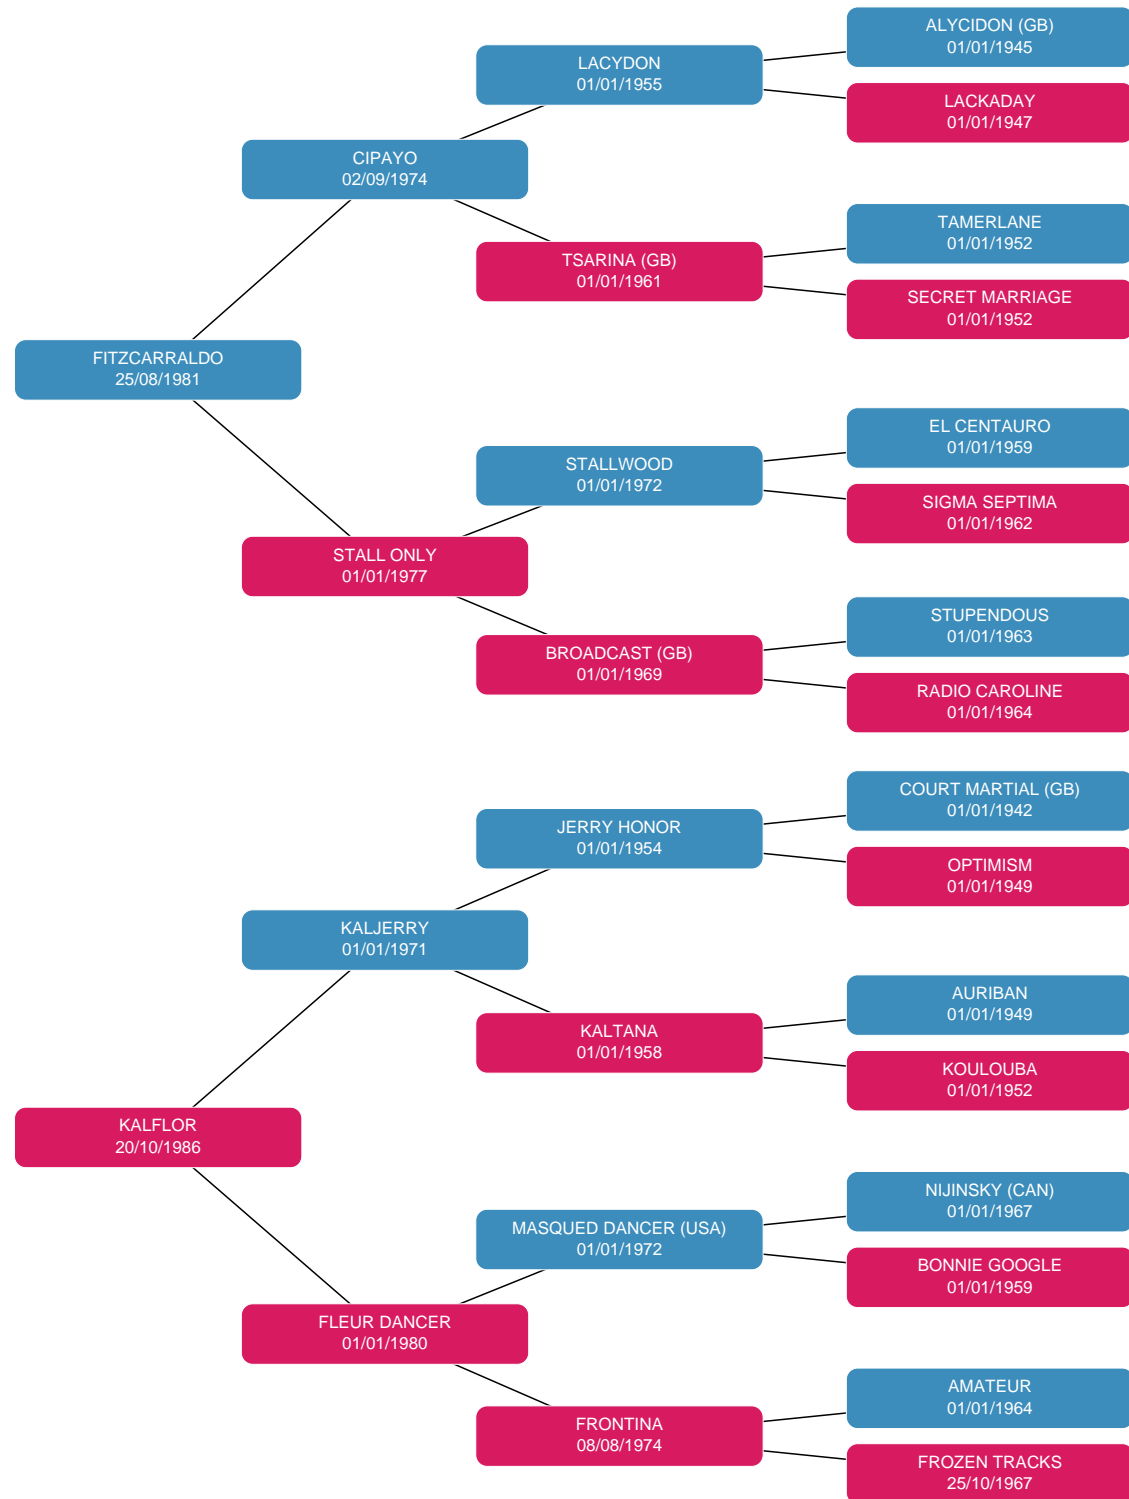 ALYCIDON (GB)
01/01/1945
LACYDON
01/01/1955
LACKADAY
01/01/1947
CIPAYO
02/09/1974
TAMERLANE
01/01/1952
TSARINA (GB)
01/01/1961
SECRET MARRIAGE
01/01/1952
FITZCARRALDO
25/08/1981
EL CENTAURO
01/01/1959
STALLWOOD
01/01/1972
SIGMA SEPTIMA
01/01/1962
STALL ONLY
01/01/1977
STUPENDOUS
01/01/1963
BROADCAST (GB)
01/01/1969
RADIO CAROLINE
01/01/1964
COURT MARTIAL (GB)
01/01/1942
JERRY HONOR
01/01/1954
OPTIMISM
01/01/1949
KALJERRY
01/01/1971
AURIBAN
01/01/1949
KALTANA
01/01/1958
KOULOUBA
01/01/1952
KALFLOR
20/10/1986
NIJINSKY (CAN)
01/01/1967
MASQUED DANCER (USA)
01/01/1972
BONNIE GOOGLE
01/01/1959
FLEUR DANCER
01/01/1980
AMATEUR
01/01/1964
FRONTINA
08/08/1974
FROZEN TRACKS
25/10/1967